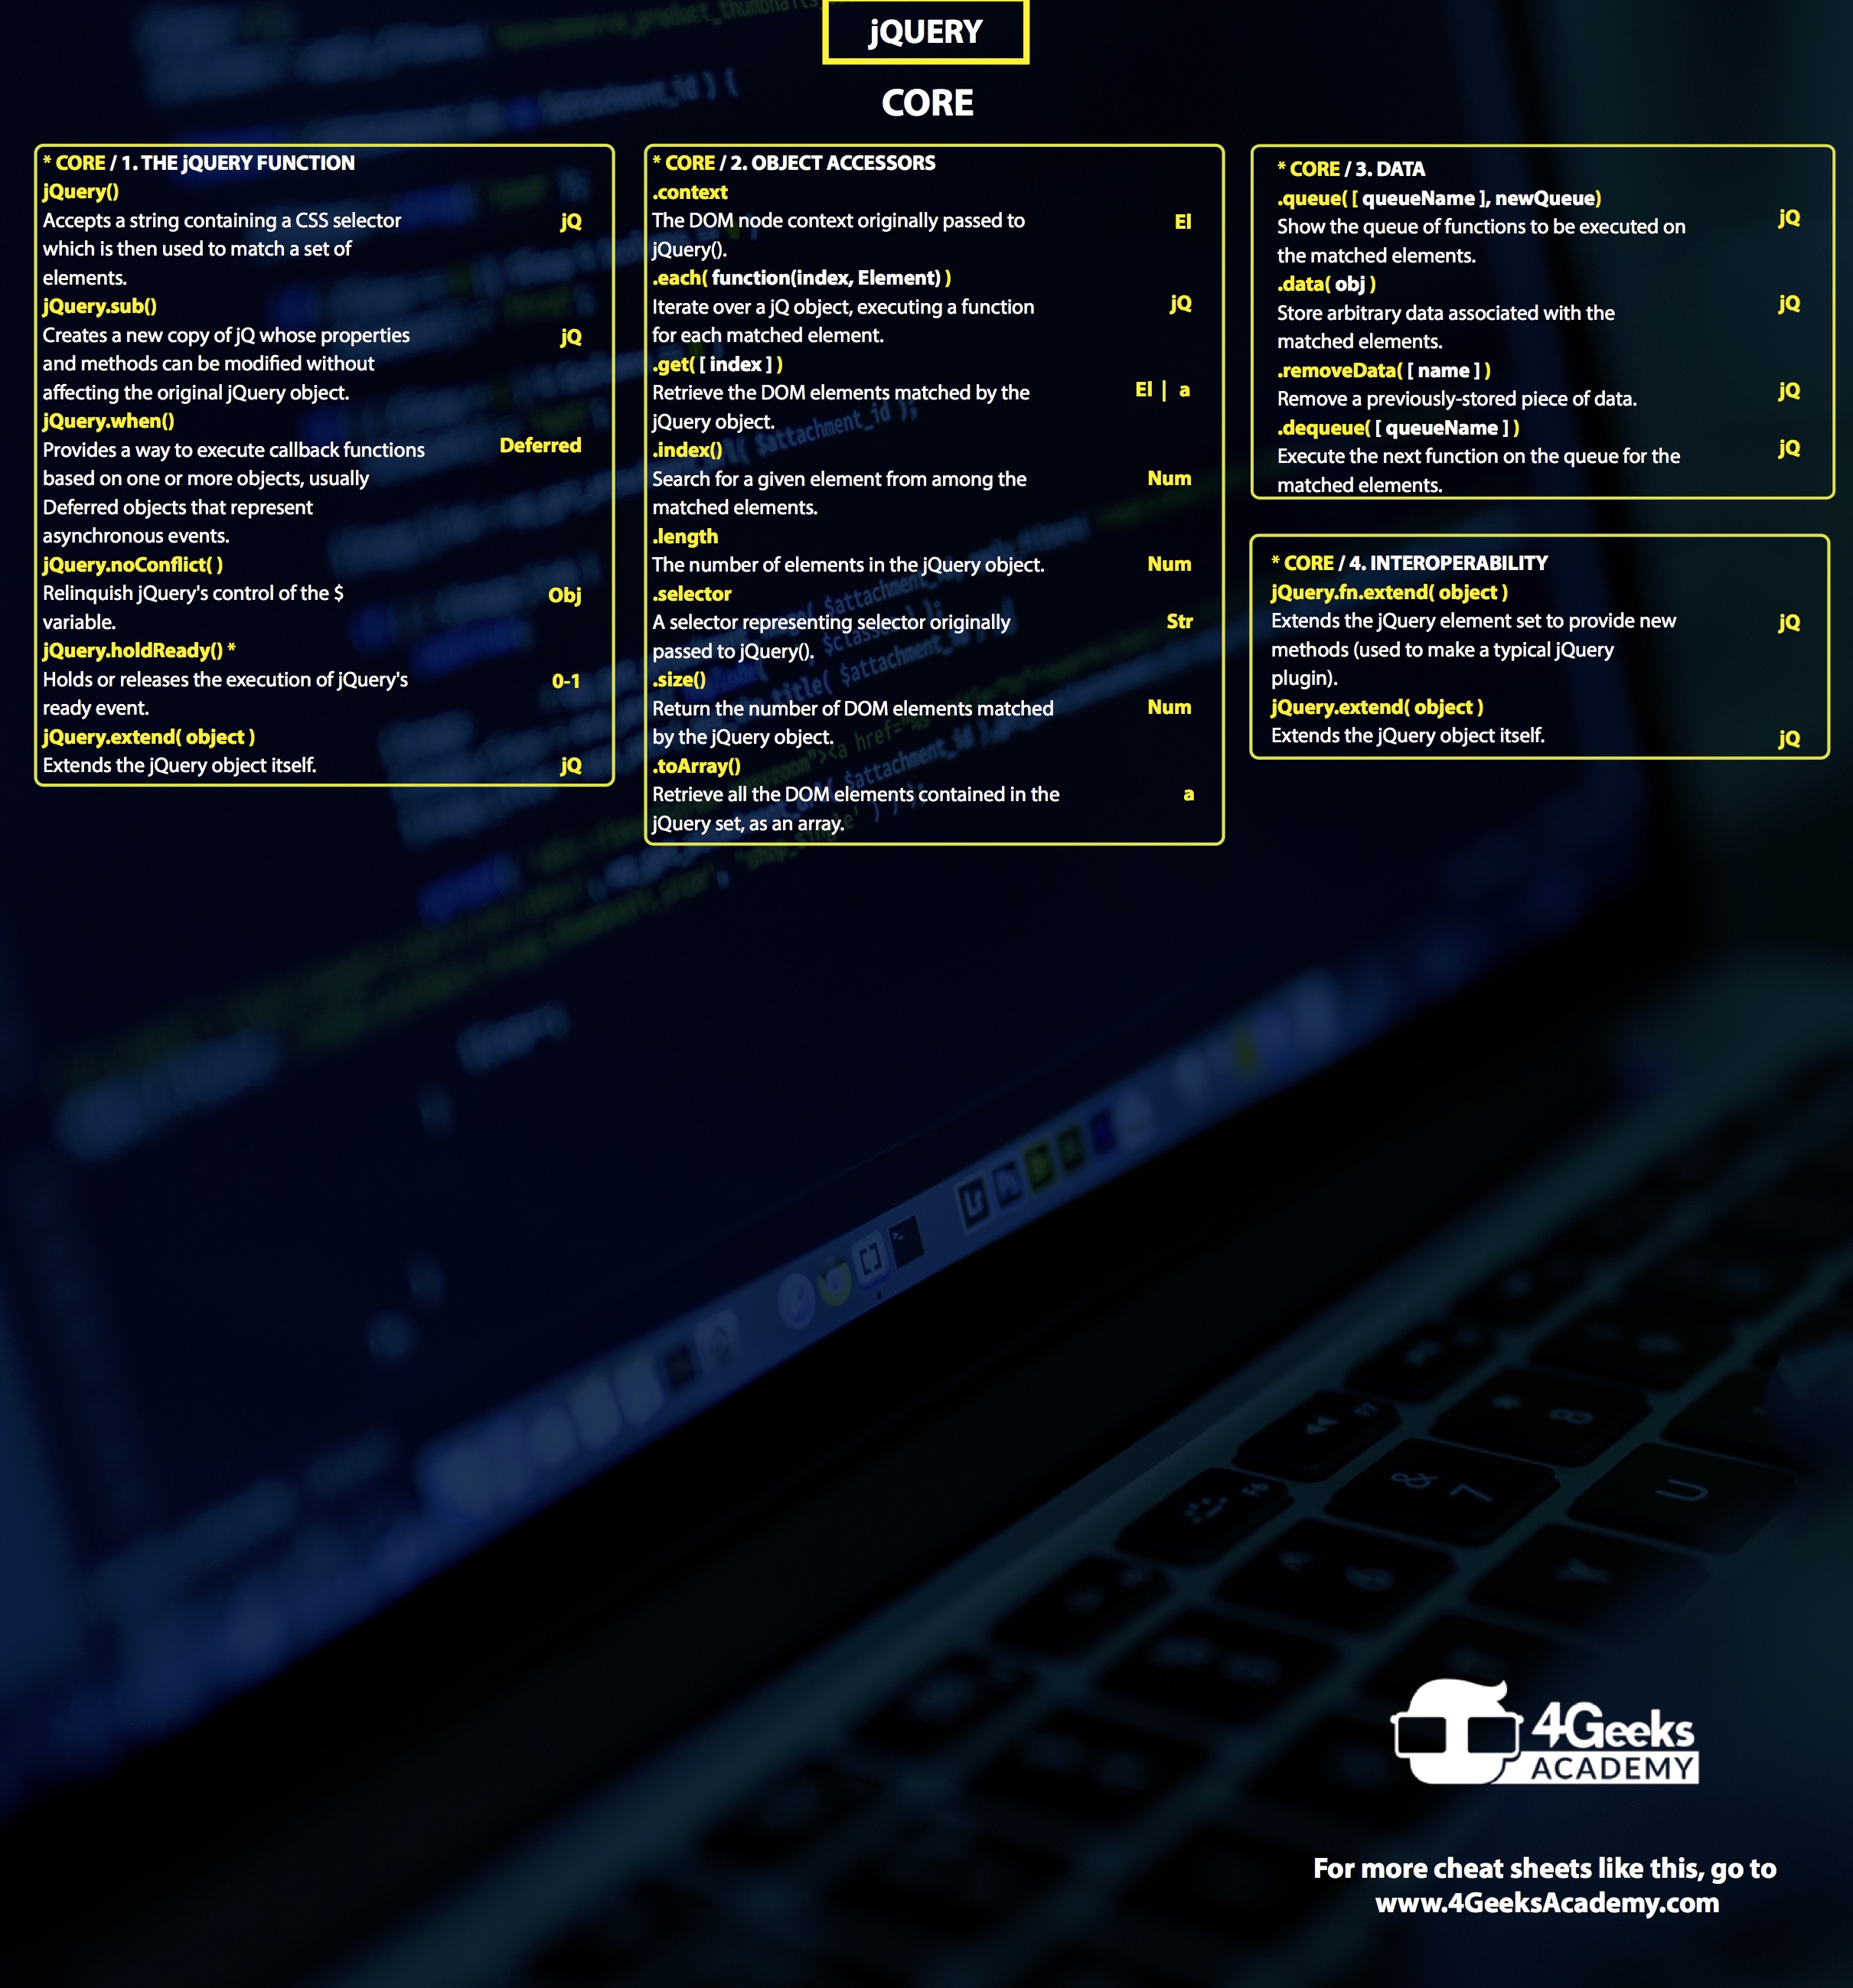 jQUERY
CORE
* CORE / 1. THE jQUERY FUNCTION
jQuery()
Accepts a string containing a CSS selector jQ
which is then used to match a set of
elements.
jQuery.sub()
Creates a new copy of jQ whose properties jQ
and methods can be modified without
affecting the original jQuery object.
jQuery.when()
Provides a way to execute callback functions Deferred
based on one or more objects, usually
Deferred objects that represent
asynchronous events.
jQuery.noConflict( )
Relinquish jQuery's control of the $ Obj
variable.
jQuery.holdReady() *
Holds or releases the execution of jQuery's 0-1
ready event.
jQuery.extend( object )
Extends the jQuery object itself. jQ
* CORE / 2. OBJECT ACCESSORS
.context
The DOM node context originally passed to El
jQuery().
.each( function(index, Element) )
Iterate over a jQ object, executing a function jQ
for each matched element.
.get( [ index ] )
Retrieve the DOM elements matched by the El | a
jQuery object.
.index()
Search for a given element from among the Num
matched elements.
.length
The number of elements in the jQuery object. Num
.selector
A selector representing selector originally Str
passed to jQuery().
.size()
Return the number of DOM elements matched Num
by the jQuery object.
.toArray()
Retrieve all the DOM elements contained in the a
jQuery set, as an array.
* CORE / 3. DATA
.queue( [ queueName ], newQueue)
Show the queue of functions to be executed on jQ
the matched elements.
.data( obj )
Store arbitrary data associated with the jQ
matched elements.
.removeData( [ name ] )
Remove a previously-stored piece of data. jQ
.dequeue( [ queueName ] )
Execute the next function on the queue for the jQ
matched elements.
* CORE / 4. INTEROPERABILITY
jQuery.fn.extend( object )
Extends the jQuery element set to provide new jQ
methods (used to make a typical jQuery
plugin).
jQuery.extend( object )
Extends the jQuery object itself. jQ
4Geeks
ACADEMY
For more cheat sheets like this, go to
www.4GeeksAcademy.com